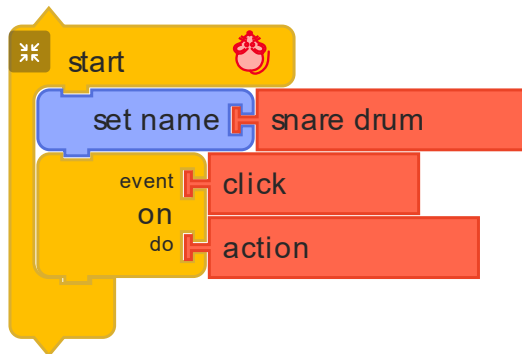 start
set name snare drum
event click
on
do action